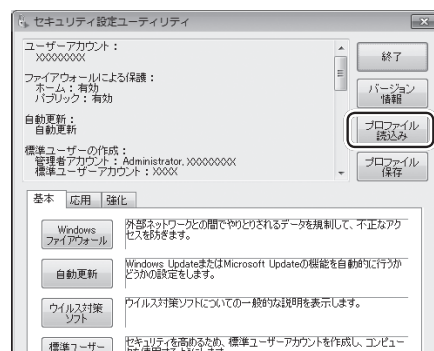 セキュリティ設定ユーティリティ
ユーザーアカウント：
XXXXXXXX
ファイアウォールによる保護：
ホーム：有効
パブリック：有効
自動更新：
自動更新
標準ユーザーの作成：
管理者アカウント：Administrator, XXXXXXXX
標準ユーザーアカウント：XXXX
終了
バージョン
情報
プロファイル
読込み
プロファイル
保存
基本 応用 強化
Windows
ファイアウォール
外部ネットワークとの間でやりとりされるデータを規制して、不正なアク
セスを防ぎます。
自動更新
Windows UpdateまたはMicrosoft Updateの機能を自動的に行うか
どうかの設定をします。
ウイルス対策
ソフト
ウイルス対策ソフトについての一般的な説明を表示します。
標準ユーザー
セキュリティを高めるため、標準ユーザーアカウントを作成し、コンピュー